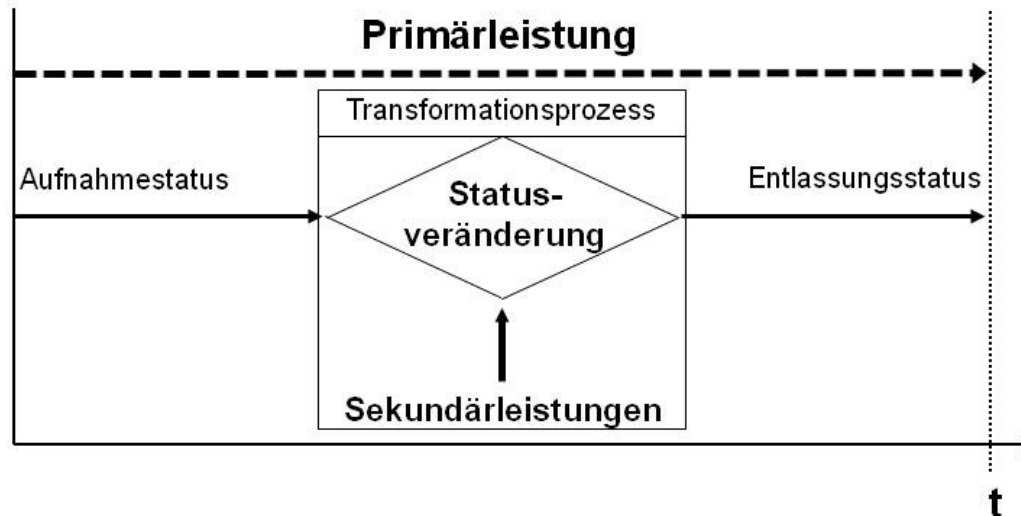 Primärleistung
Transformationsprozess
Aufnahmestatus
Status-
veränderung
Entlassungsstatus
Sekundärleistungen
t